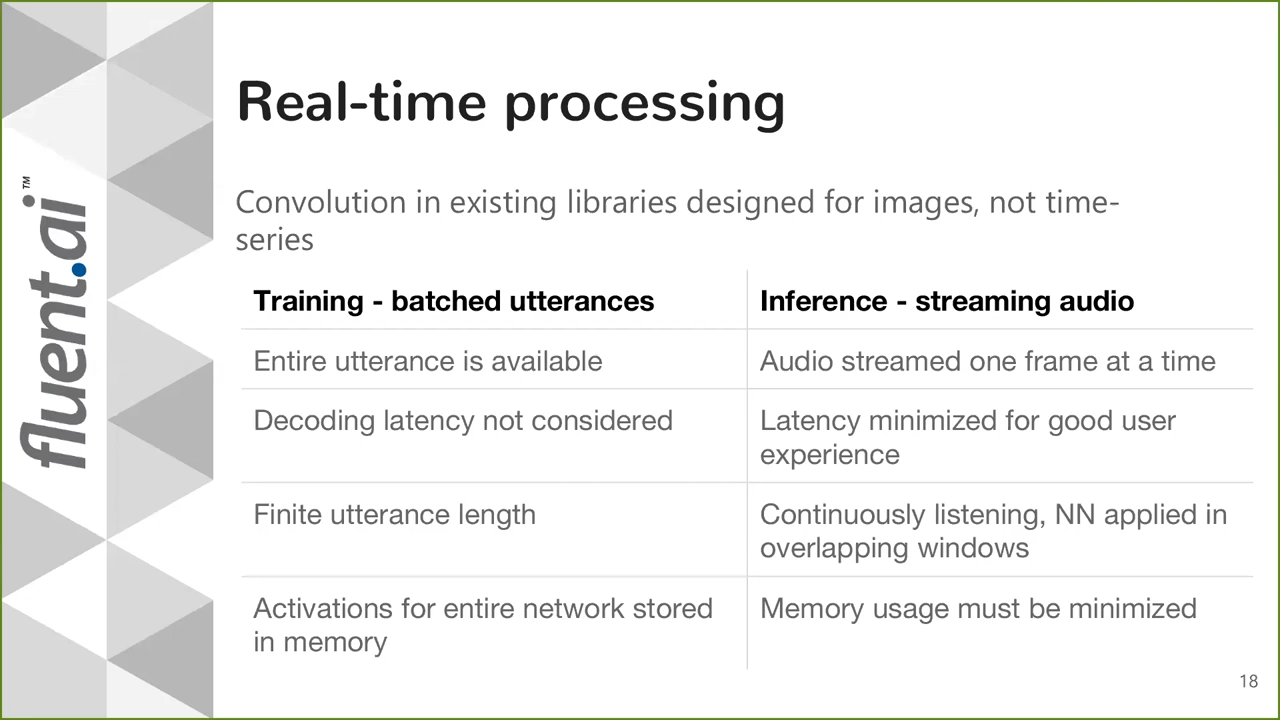 fluent.ai™
Real-time processing
Convolution in existing libraries designed for images, not time-
series
Training - batched utterances
Inference - streaming audio
Entire utterance is available
Audio streamed one frame at a time
Decoding latency not considered
Latency minimized for good user
experience
Finite utterance length
Continuously listening, NN applied in
overlapping windows
Activations for entire network stored
in memory
Memory usage must be minimized
18